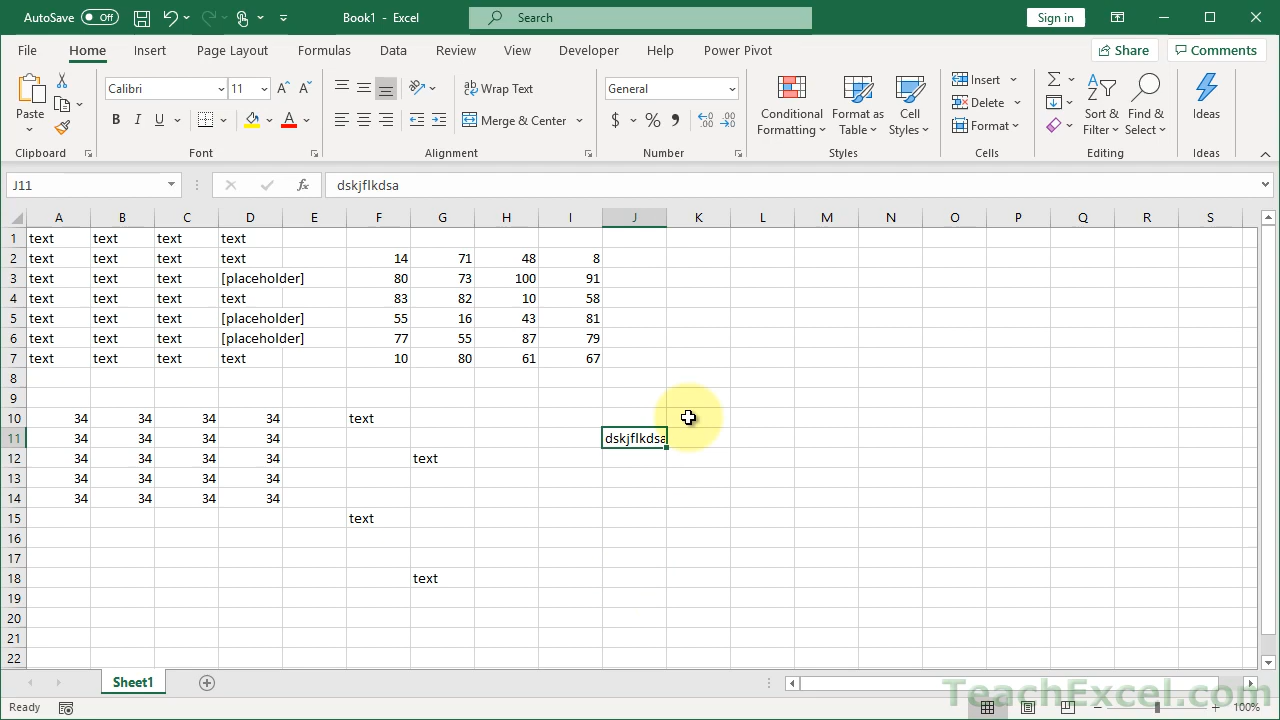 AutoSave Off Book1 - Excel Search Sign in
File Home Insert Page Layout Formulas Data Review View Developer Help Power Pivot Share Comments
Paste Calibri 11 Wrap Text General Conditional Formatting Format as Table Cell Styles Insert Sort & Filter Find & Select Ideas
B I U Merge & Center $ % Delete
Format
Clipboard Font Alignment Number Styles Cells Editing Ideas
J11 fx dskjflkdsa
A B C D E F G H I J K L M N O P Q R S
1 text text text text
2 text text text text 14 71 48 8
3 text text text [placeholder] 80 73 100 91
4 text text text text 83 82 10 58
5 text text text [placeholder] 55 16 43 81
6 text text text [placeholder] 77 55 87 79
7 text text text text 10 80 61 67
8
9
10 34 34 34 34 text
11 34 34 34 34 dskjflkdsa
12 34 34 34 34 text
13 34 34 34 34
14 34 34 34 34
15 text
16
17
18 text
19
20
21
22
Sheet1
TeachExcel.com
Ready 100%